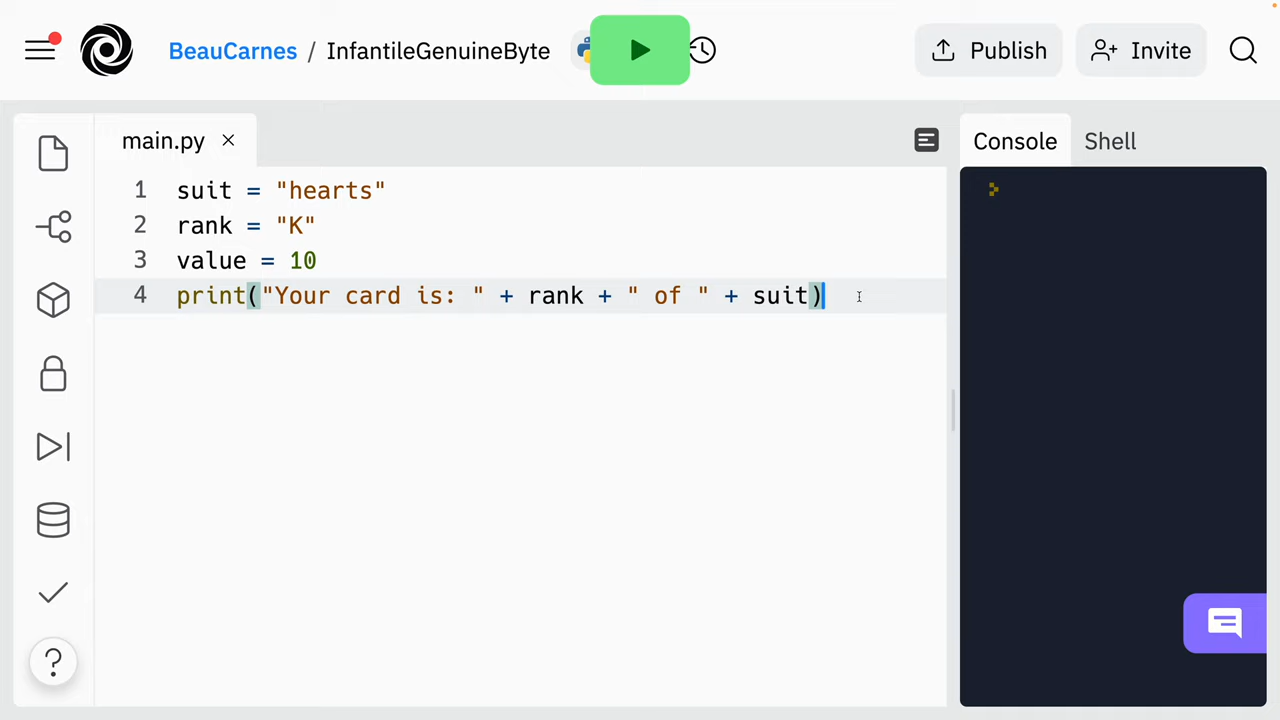 BeauCarnes / InfantileGenuineByte
Publish
Invite
main.py
Console
Shell
1 suit = "hearts"
2 rank = "K"
3 value = 10
4 print("Your card is: " + rank + " of " + suit)
?